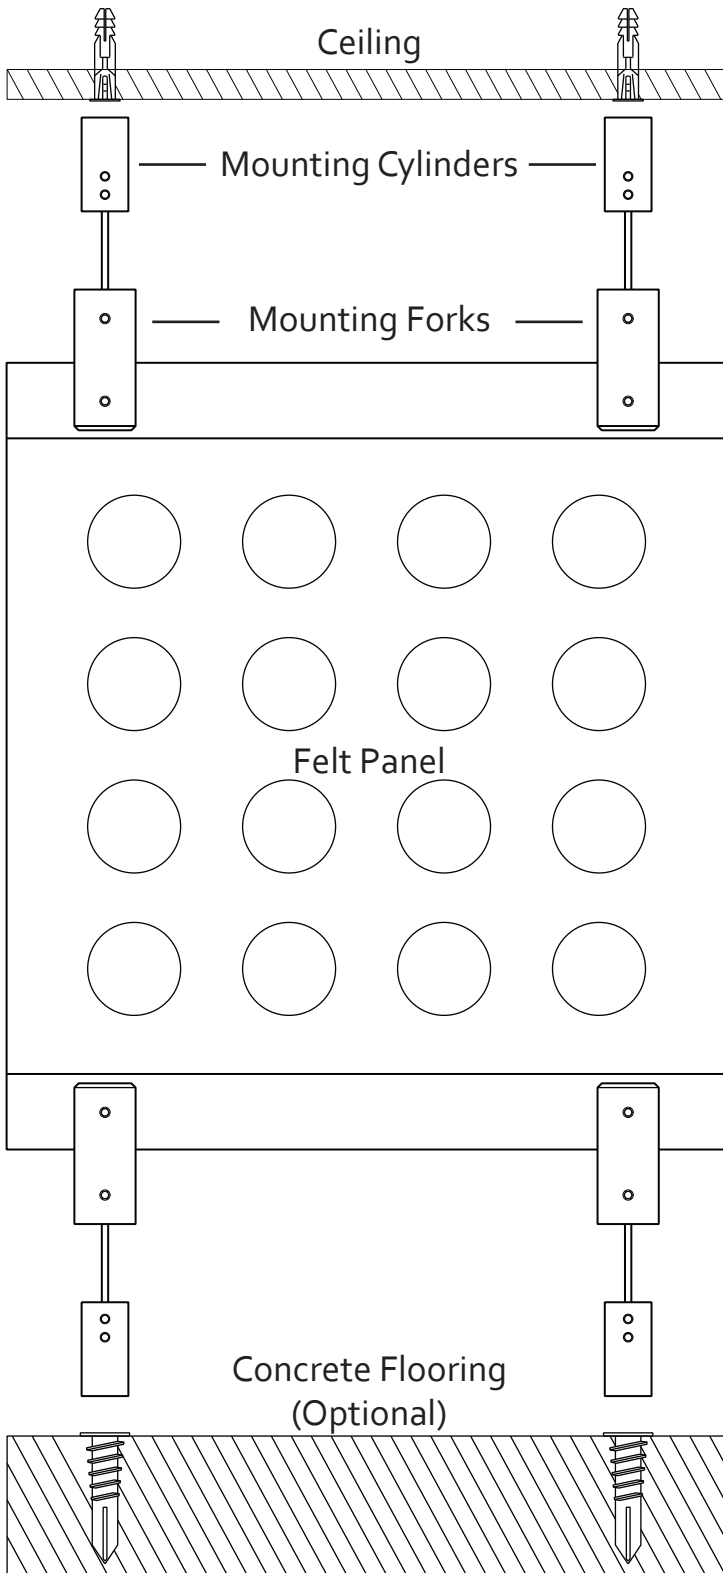 Ceiling
Mounting Cylinders
Mounting Forks
Felt Panel
Concrete Flooring
(Optional)